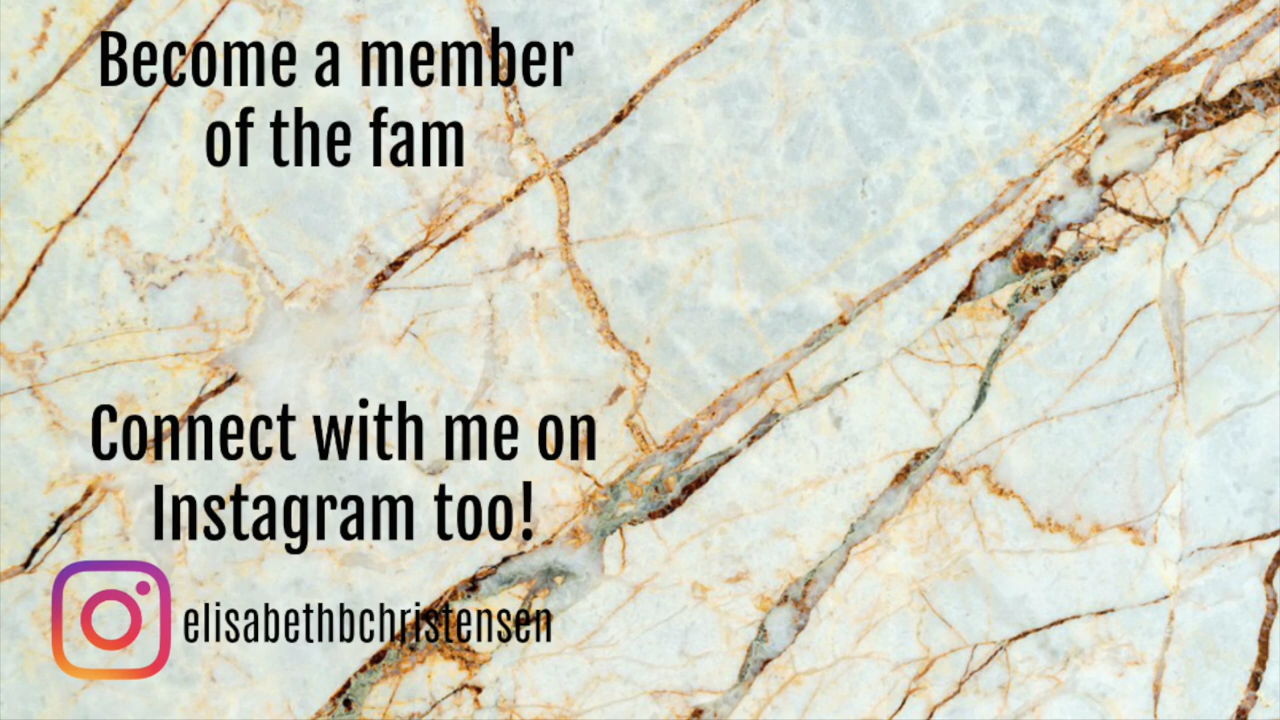 Become a member
of the fam
Connect with me on
Instagram too!
elisabethbchristensen